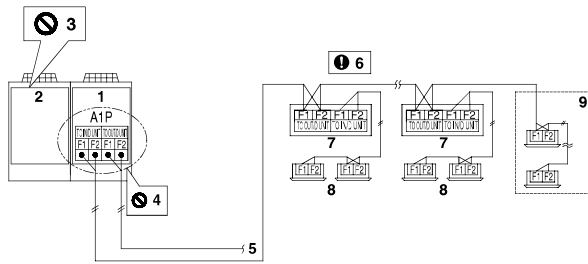 3
6
9
2
1
A1P
TO IN/D UNIT TO OUT/D UNIT
F1 F2 F1 F2
F1 F2 F1 F2
TO OUT/D UNIT TO IN/D UNIT
7
F1 F2 F1 F2
TO OUT/D UNIT TO IN/D UNIT
7
F1 F2
F1 F2 F1 F2
8
F1 F2 F1 F2
8
F1 F2
4
5